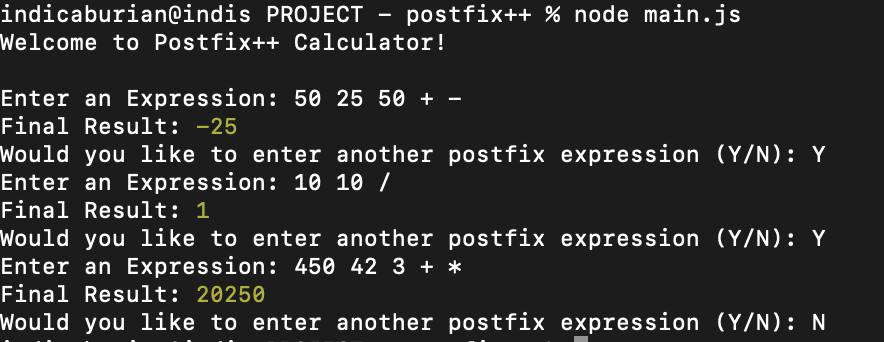 indicaburian@indis PROJECT - postfix++ % node main.js
Welcome to Postfix++ Calculator!
Enter an Expression: 50 25 50 + -
Final Result: -25
Would you like to enter another postfix expression (Y/N): Y
Enter an Expression: 10 10 /
Final Result: 1
Would you like to enter another postfix expression (Y/N): Y
Enter an Expression: 450 42 3 + *
Final Result: 20250
Would you like to enter another postfix expression (Y/N): N